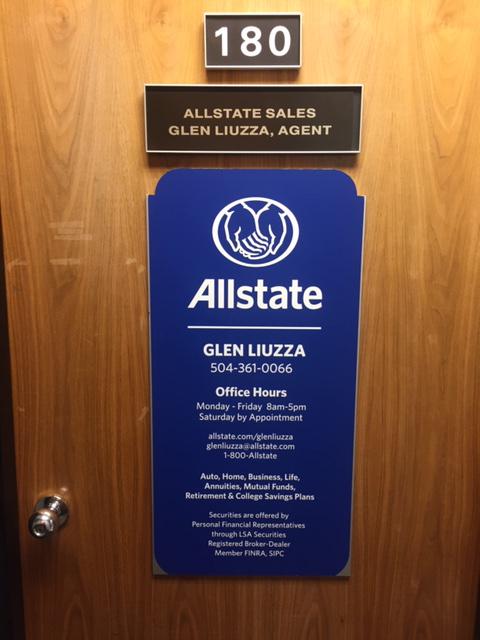 180
ALLSTATE SALES
GLEN LIUZZA, AGENT
Allstate
GLEN LIUZZA
504-361-0066
Office Hours
Monday - Friday 8am-5pm
Saturday by Appointment
allstate.com/glenliuzza
glenliuzza@allstate.com
1-800-Allstate
Auto, Home, Business, Life,
Annuities, Mutual Funds,
Retirement & College Savings Plans
Securities are offered by
Personal Financial Representatives
through LSA Securities
Registered Broker-Dealer
Member FINRA, SIPC